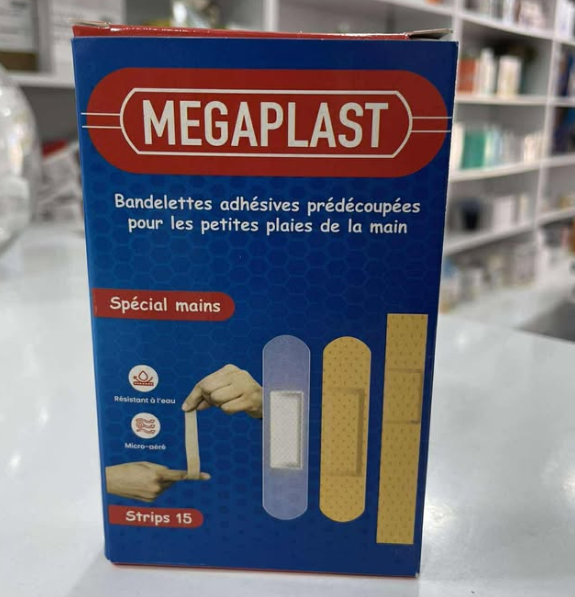 MEGAPLAST
Bandelettes adhésives prédécoupées
pour les petites plaies de la main
Spécial mains
Résistant à l'eau
Micro-aéré
Strips 15